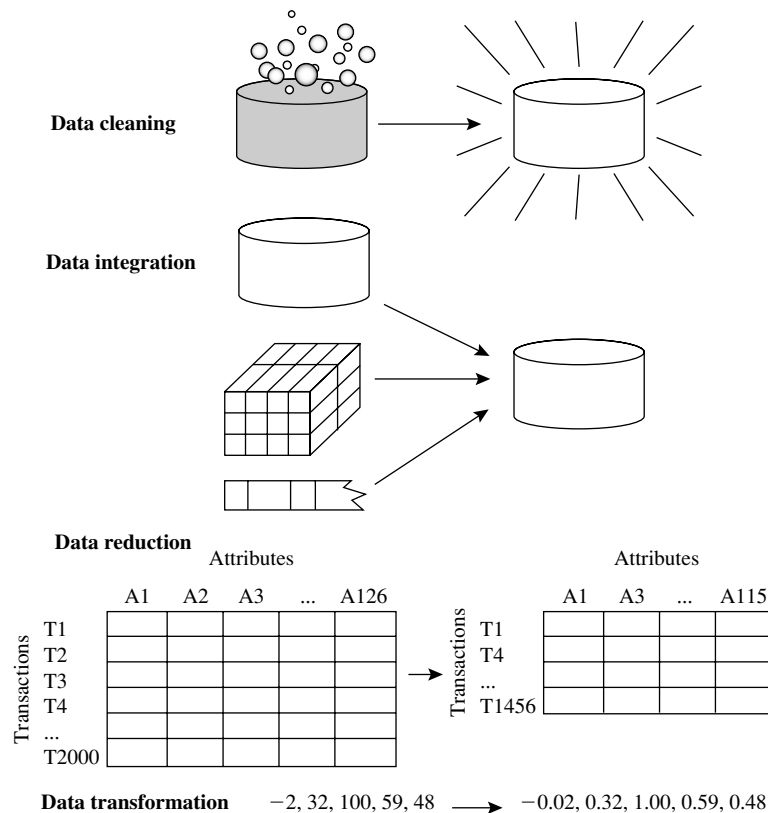 Data cleaning
Data integration
Data reduction
Attributes
Attributes
A1 A2 A3 ... A126
A1 A3 ... A115
Transactions
T1
T2
T3
T4
...
T2000
Transactions
T1
T4
...
T1456
Data transformation −2, 32, 100, 59, 48 −0.02, 0.32, 1.00, 0.59, 0.48